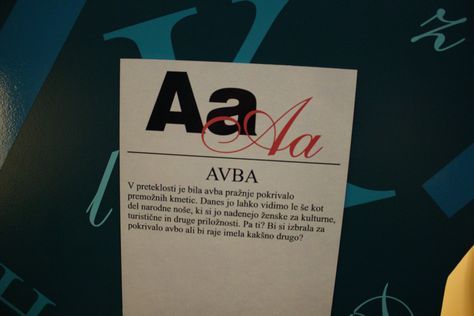 Aa Aa
AVBA
V preteklosti je bila avba pražnje pokrivalo
premožnih kmetic. Danes jo lahko vidimo le še kot
del narodne noše, ki si jo nadenejo ženske za kulturne,
turistične in druge priložnosti. Pa ti? Bi si izbrala za
pokrivalo avbo ali bi raje imela kakšno drugo?
z
l